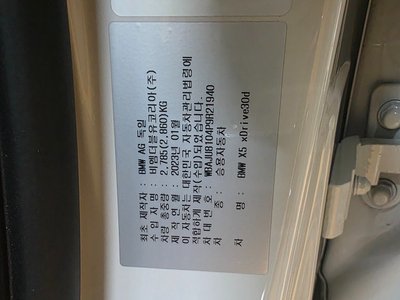 최초 제작자 : BMW AG 독일
수 입 자 명 : 비엠더블유코리아(주)
차량 총중량 : 2,785(2,860)KG
제 작 연 월 : 2023년 01월
이 자동차는 대한민국 자동차관리법령에
적합하게 제작(수입)되었습니다.
차 대 번 호 : WBAJU8104P9R21940
차 종 : 승용자동차
차 명 : BMW X5 xDrive30d